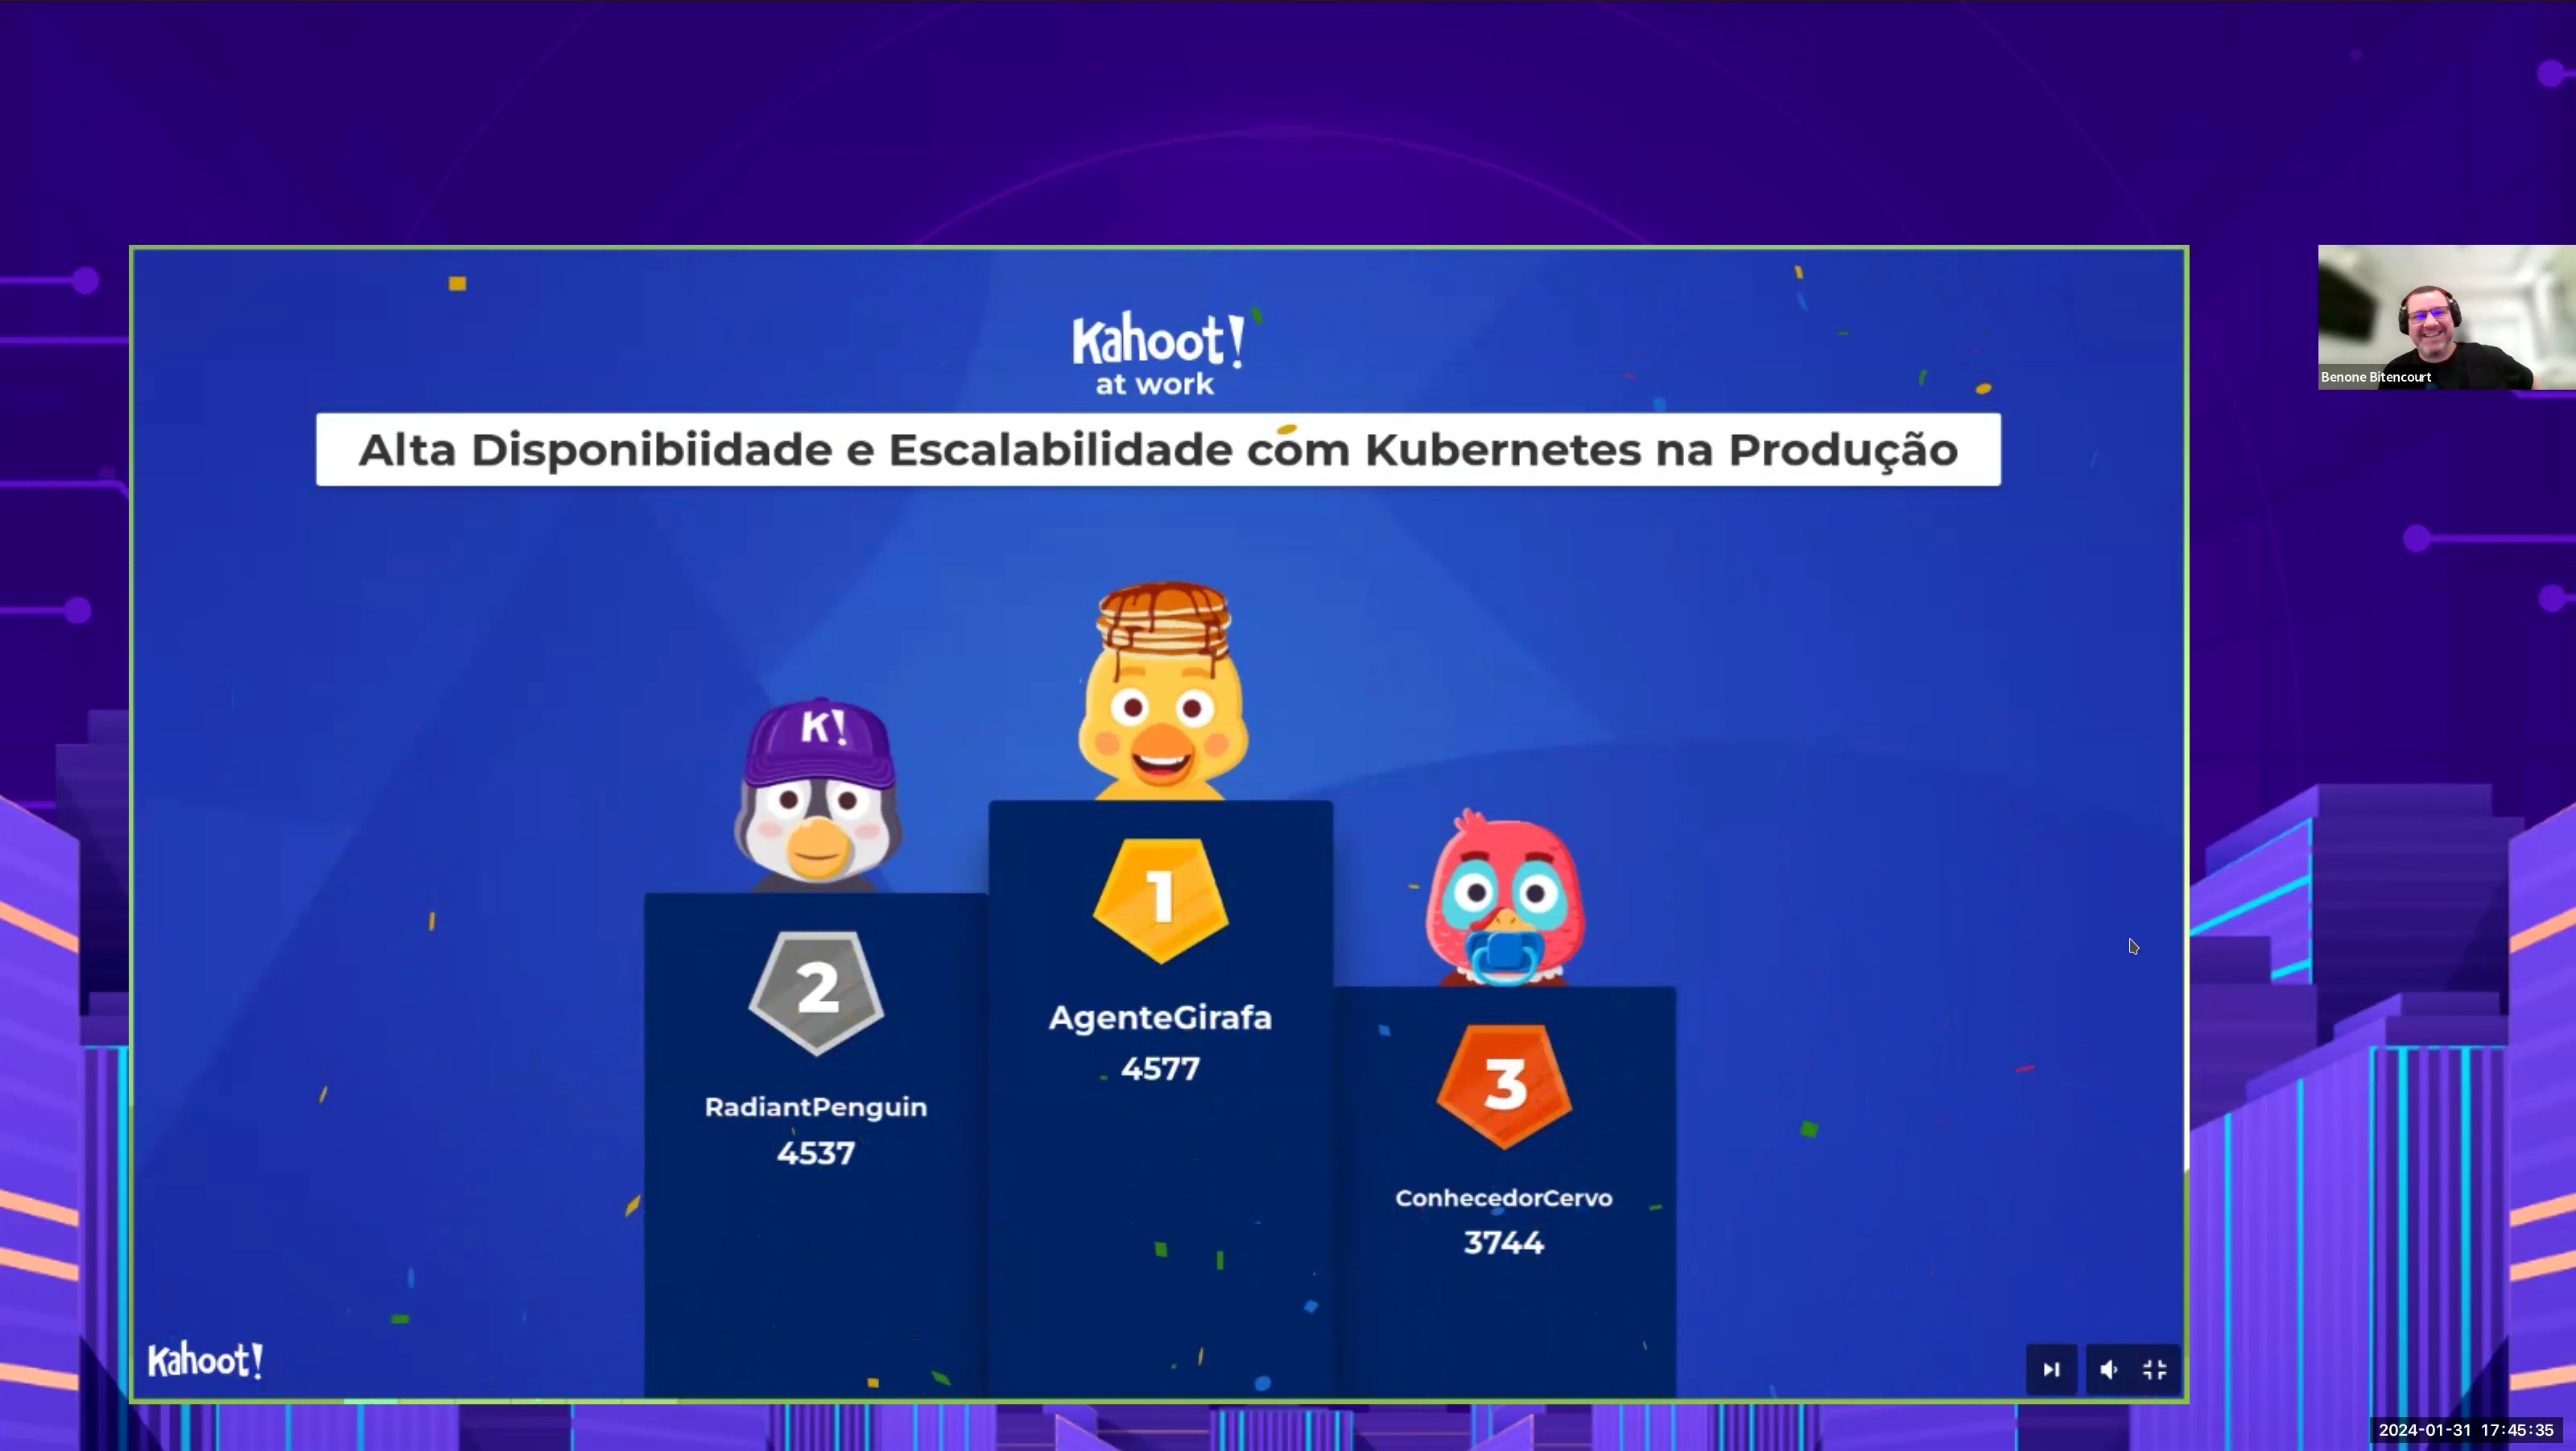 Kahoot!
at work
Alta Disponibiidade e Escalabilidade com Kubernetes na Produção
Benone Bitencourt
K!
1
AgenteGirafa
4577
2
RadiantPenguin
4537
3
ConhecedorCervo
3744
Kahoot!
2024-01-31 17:45:35